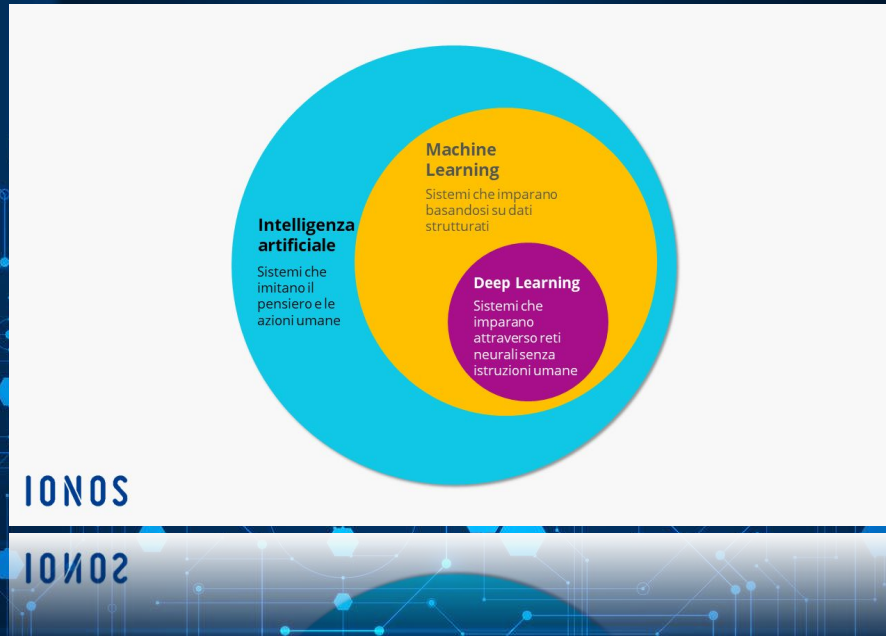 Machine
Learning
Sistemi che imparano
basandosi su dati
strutturati
Intelligenza
artificiale
Sistemi che
imitano il
pensiero e le
azioni umane
Deep Learning
Sistemi che
imparano
attraverso reti
neurali senza
istruzioni umane
IONOS
IONOS